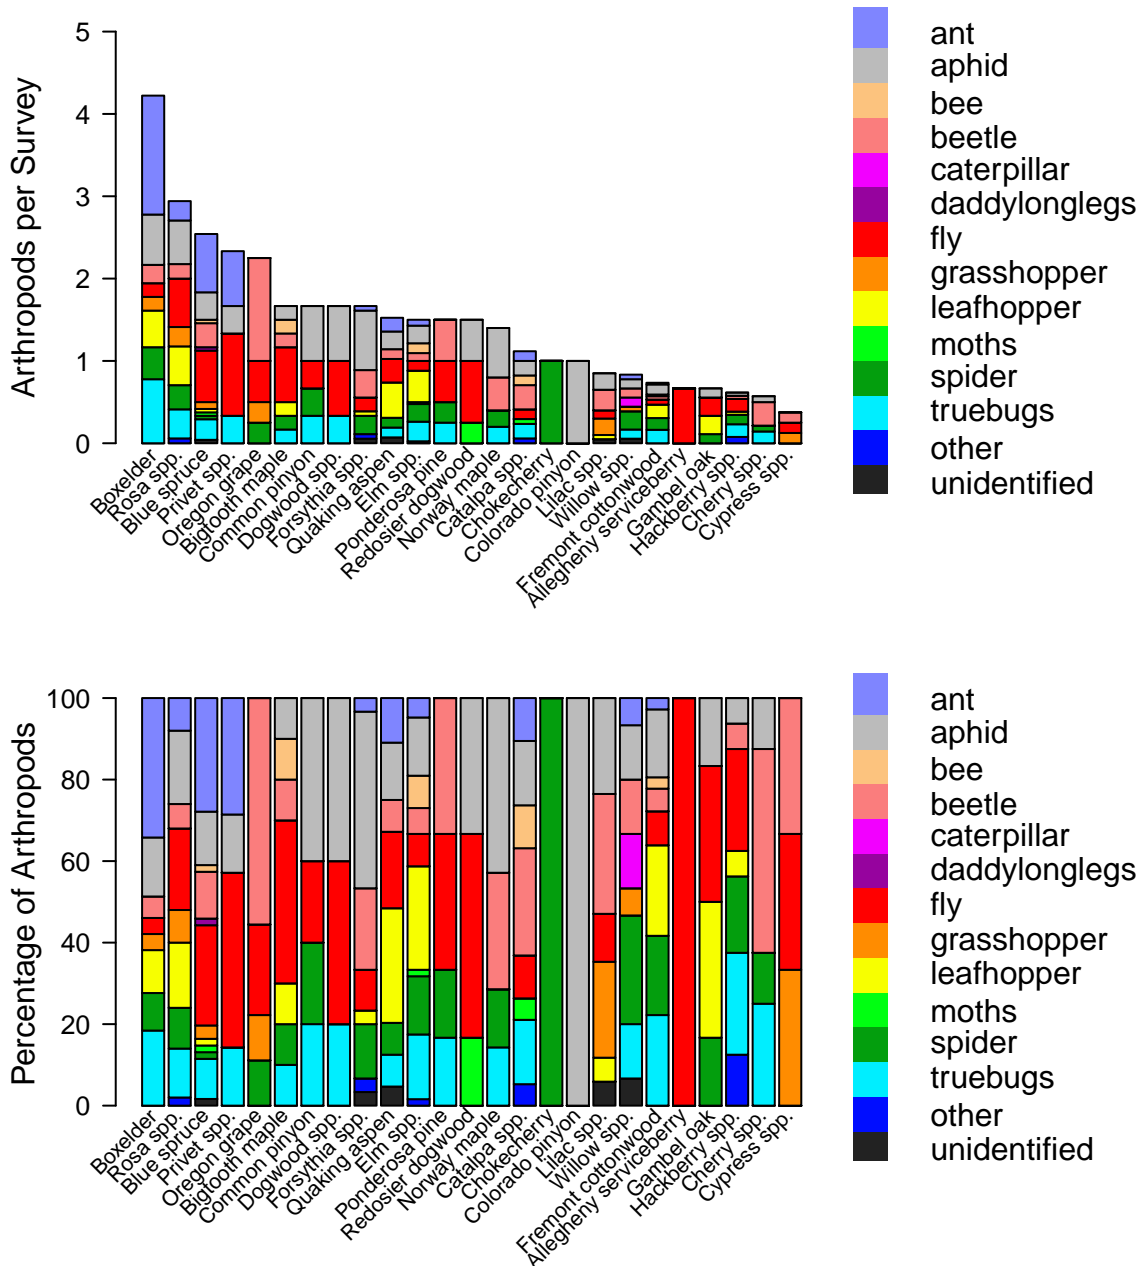 Arthropods per Survey
5
4
3
2
1
0
Boxelder
Rosa spp.
Blue spruce
Privet spp.
Oregon grape
Bigtooth maple
Common pinyon
Dogwood spp.
Forsythia spp.
Quaking aspen
Elm spp.
Ponderosa pine
Redosier dogwood
Norway maple
Catalpa spp.
Chokecherry
Colorado pinyon
Lilac spp.
Willow spp.
Fremont cottonwood
Allegheny serviceberry
Gambel oak
Hackberry spp.
Cherry spp.
Cypress spp.
ant
aphid
bee
beetle
caterpillar
daddylonglegs
fly
grasshopper
leafhopper
moths
spider
truebugs
other
unidentified
Percentage of Arthropods
100
80
60
40
20
0
Boxelder
Rosa spp.
Blue spruce
Privet spp.
Oregon grape
Bigtooth maple
Common pinyon
Dogwood spp.
Forsythia spp.
Quaking aspen
Elm spp.
Ponderosa pine
Redosier dogwood
Norway maple
Catalpa spp.
Chokecherry
Colorado pinyon
Lilac spp.
Willow spp.
Fremont cottonwood
Allegheny serviceberry
Gambel oak
Hackberry spp.
Cherry spp.
Cypress spp.
ant
aphid
bee
beetle
caterpillar
daddylonglegs
fly
grasshopper
leafhopper
moths
spider
truebugs
other
unidentified